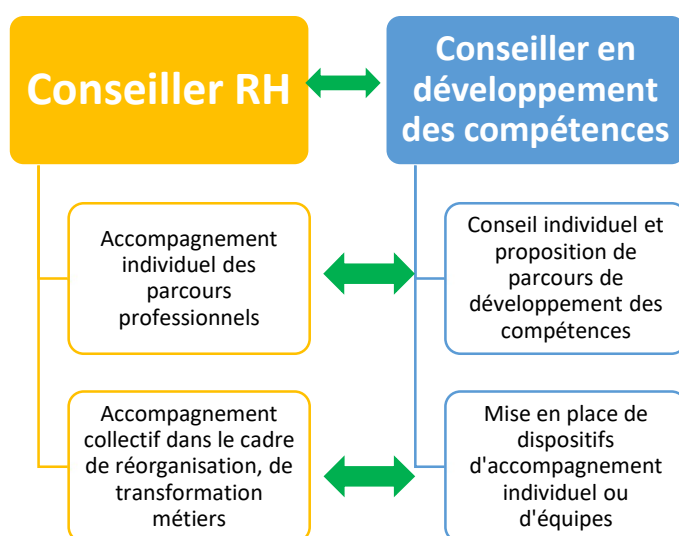 Conseiller RH
Conseiller en
développement
des compétences
Accompagnement
individuel des
parcours
professionnels
Conseil individuel et
proposition de
parcours de
développement des
compétences
Accompagnement
collectif dans le cadre
de réorganisation, de
transformation
métiers
Mise en place de
dispositifs
d'accompagnement
individuel ou
d'équipes